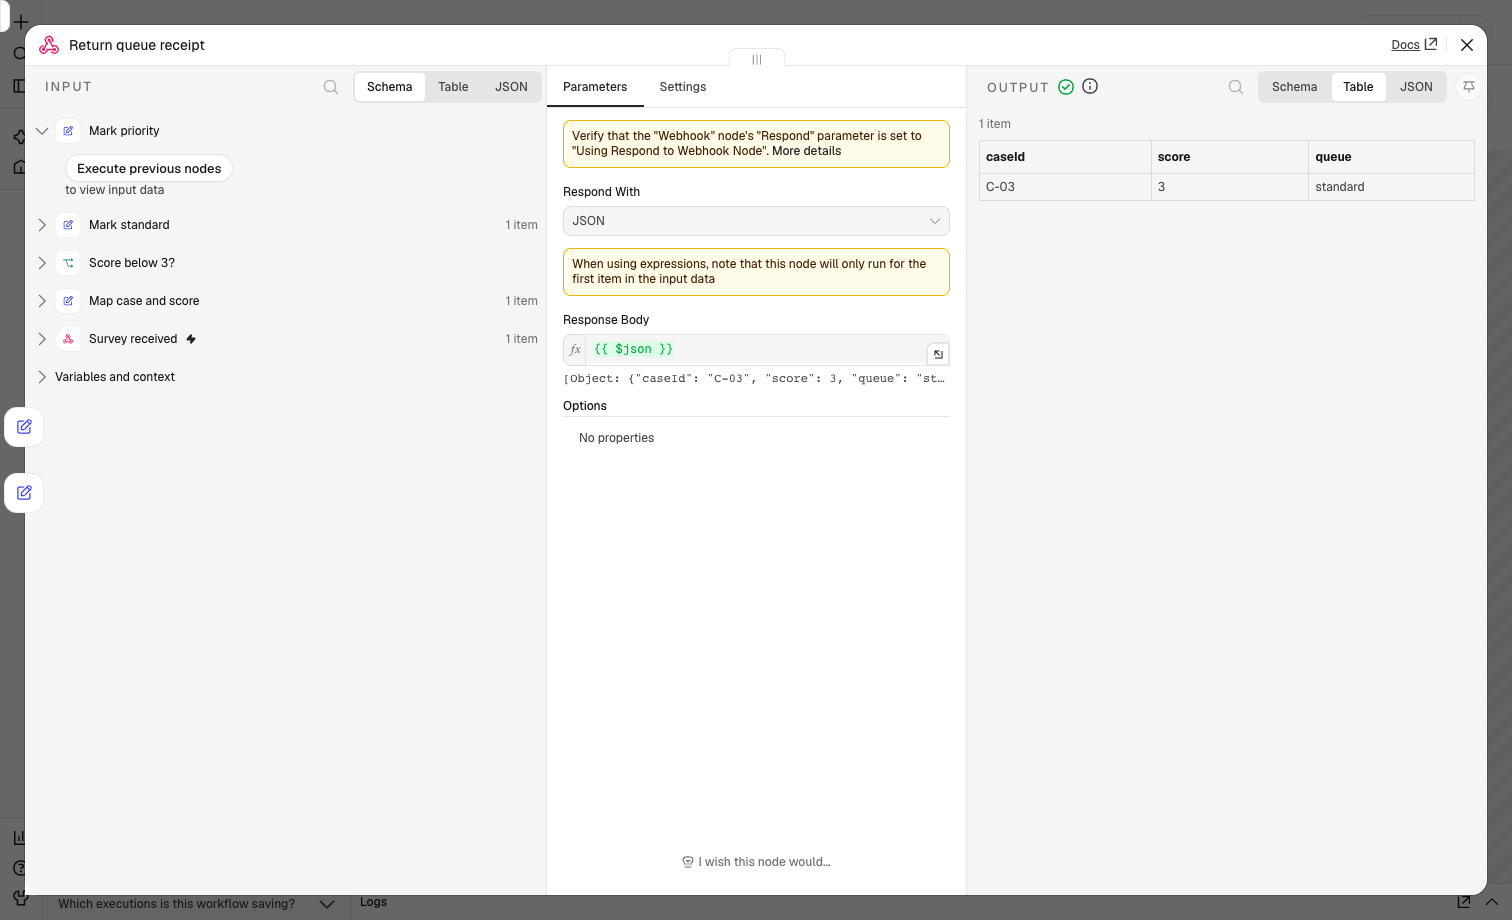 Return queue receipt
Docs
INPUT
Schema
Table
JSON
Mark priority
Execute previous nodes
to view input data
Mark standard
1 item
Score below 3?
Map case and score
1 item
Survey received
1 item
Variables and context
Parameters
Settings
Verify that the "Webhook" node's "Respond" parameter is set to
"Using Respond to Webhook Node". More details
Respond With
JSON
When using expressions, note that this node will only run for the
first item in the input data
Response Body
fx
{{ $json }}
[Object: {"caseId": "C-03", "score": 3, "queue": "st…
Options
No properties
I wish this node would...
OUTPUT
Schema
Table
JSON
1 item
caseId score queue
C-03 3 standard
Which executions is this workflow saving?
Logs